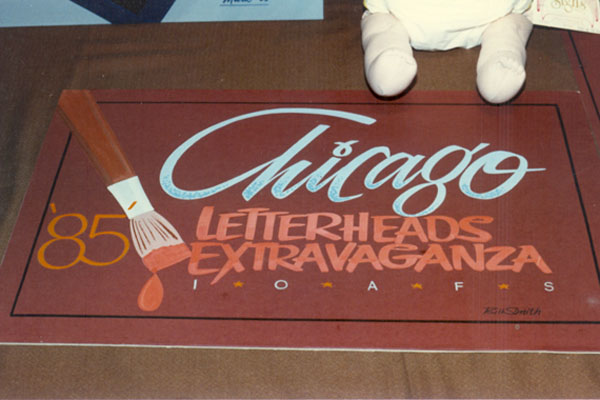 Chicago
'85
LETTERHEADS
EXTRAVAGANZA
I ★ O ★ A ★ F ★ S